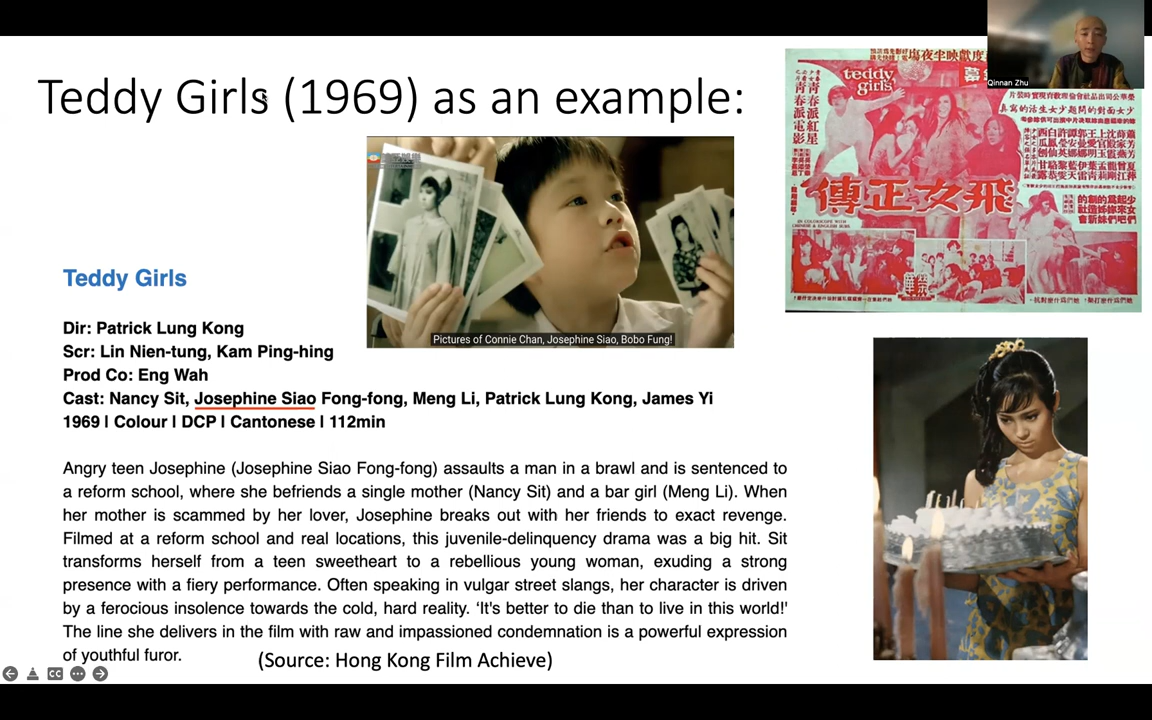 Teddy Girls (1969) as an example:
Qinnan Zhu
teddy girls
飛女正傳
Pictures of Connie Chan, Josephine Siao, Bobo Fung!
Teddy Girls
Dir: Patrick Lung Kong
Scr: Lin Nien-tung, Kam Ping-hing
Prod Co: Eng Wah
Cast: Nancy Sit, Josephine Siao Fong-fong, Meng Li, Patrick Lung Kong, James Yi
1969 l Colour l DCP l Cantonese l 112min
Angry teen Josephine (Josephine Siao Fong-fong) assaults a man in a brawl and is sentenced to
a reform school, where she befriends a single mother (Nancy Sit) and a bar girl (Meng Li). When
her mother is scammed by her lover, Josephine breaks out with her friends to exact revenge.
Filmed at a reform school and real locations, this juvenile-delinquency drama was a big hit. Sit
transforms herself from a teen sweetheart to a rebellious young woman, exuding a strong
presence with a fiery performance. Often speaking in vulgar street slangs, her character is driven
by a ferocious insolence towards the cold, hard reality. ‘It's better to die than to live in this world!'
The line she delivers in the film with raw and impassioned condemnation is a powerful expression
of youthful furor.
(Source: Hong Kong Film Achieve)
CC